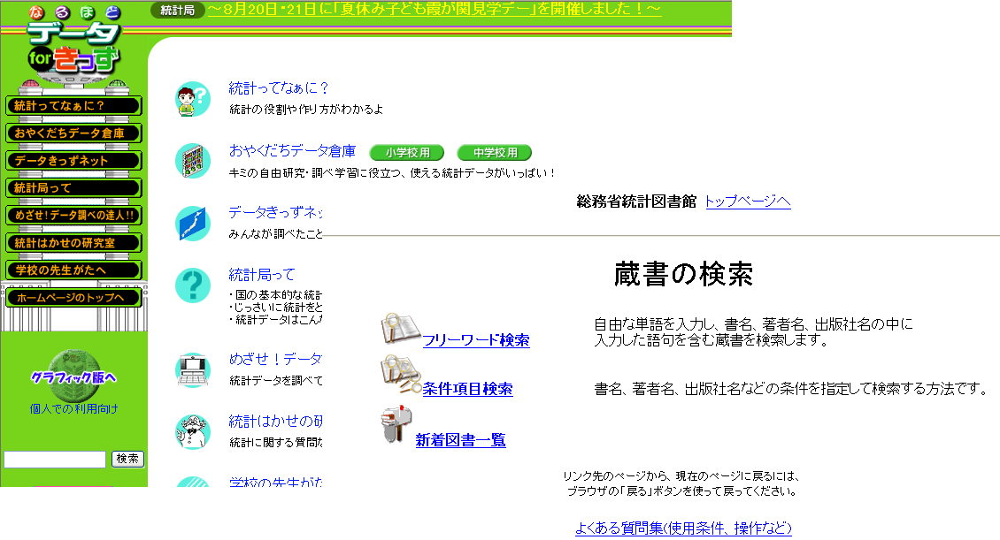 なるほど
データ
forきっず
統計ってなぁに？
おやくだちデータ倉庫
データきっずネット
統計局って
めざせ!データ調べの達人!!
統計はかせの研究室
学校の先生がたへ
ホームページのトップへ
グラフィック版へ
個人での利用向け
検索
統計局 ～8月20日・21日に「夏休み子ども霞が関見学デー」を開催しました！～
統計ってなぁに？
統計の役割や作り方がわかるよ
おやくだちデータ倉庫 小学校用 中学校用
キミの自由研究・調べ学習に役立つ、使える統計データがいっぱい！
データきっずネッ
みんなが調べたこと
統計局って
・国の基本的な統計
・じっさいに統計をと
・統計データはこん
めざせ！データ
統計データを調べて
統計はかせの研
統計に関する質問
学校の先生がた
総務省統計図書館 トップページへ
蔵書の検索
フリーワード検索
自由な単語を入力し、書名、著者名、出版社名の中に
入力した語句を含む蔵書を検索します。
条件項目検索
書名、著者名、出版社名などの条件を指定して検索する方法です。
新着図書一覧
リンク先のページから、現在のページに戻るには、
ブラウザの「戻る」ボタンを使って戻ってください。
よくある質問集(使用条件、操作など)